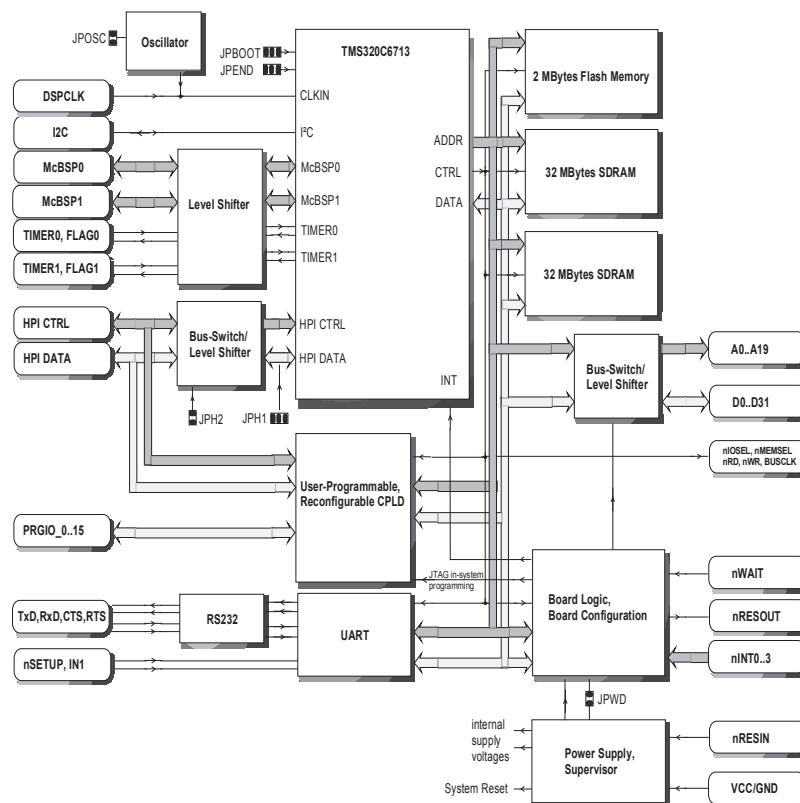 JPOSC
Oscillator
JPBOOT
JPEND
TMS320C6713
2 MBytes Flash Memory
DSPCLK
CLKIN
I2C
I²C
McBSP0
McBSP0
McBSP1
McBSP1
Level Shifter
TIMER0, FLAG0
TIMER0
TIMER1, FLAG1
TIMER1
ADDR
CTRL
DATA
32 MBytes SDRAM
32 MBytes SDRAM
HPI CTRL
HPI DATA
Bus-Switch/
Level Shifter
HPI CTRL
HPI DATA
INT
JPH2
JPH1
Bus-Switch/
Level Shifter
A0..A19
D0..D31
nIOSEL, nMEMSEL
nRD, nWR, BUSCLK
User-Programmable,
Reconfigurable CPLD
PRGIO_0..15
JTAG in-system
programming
Board Logic,
Board Configuration
nWAIT
nRESOUT
nINT0..3
TxD,RxD,CTS,RTS
RS232
UART
nSETUP, IN1
JPWD
internal
supply
voltages
System Reset
Power Supply,
Supervisor
nRESIN
VCC/GND